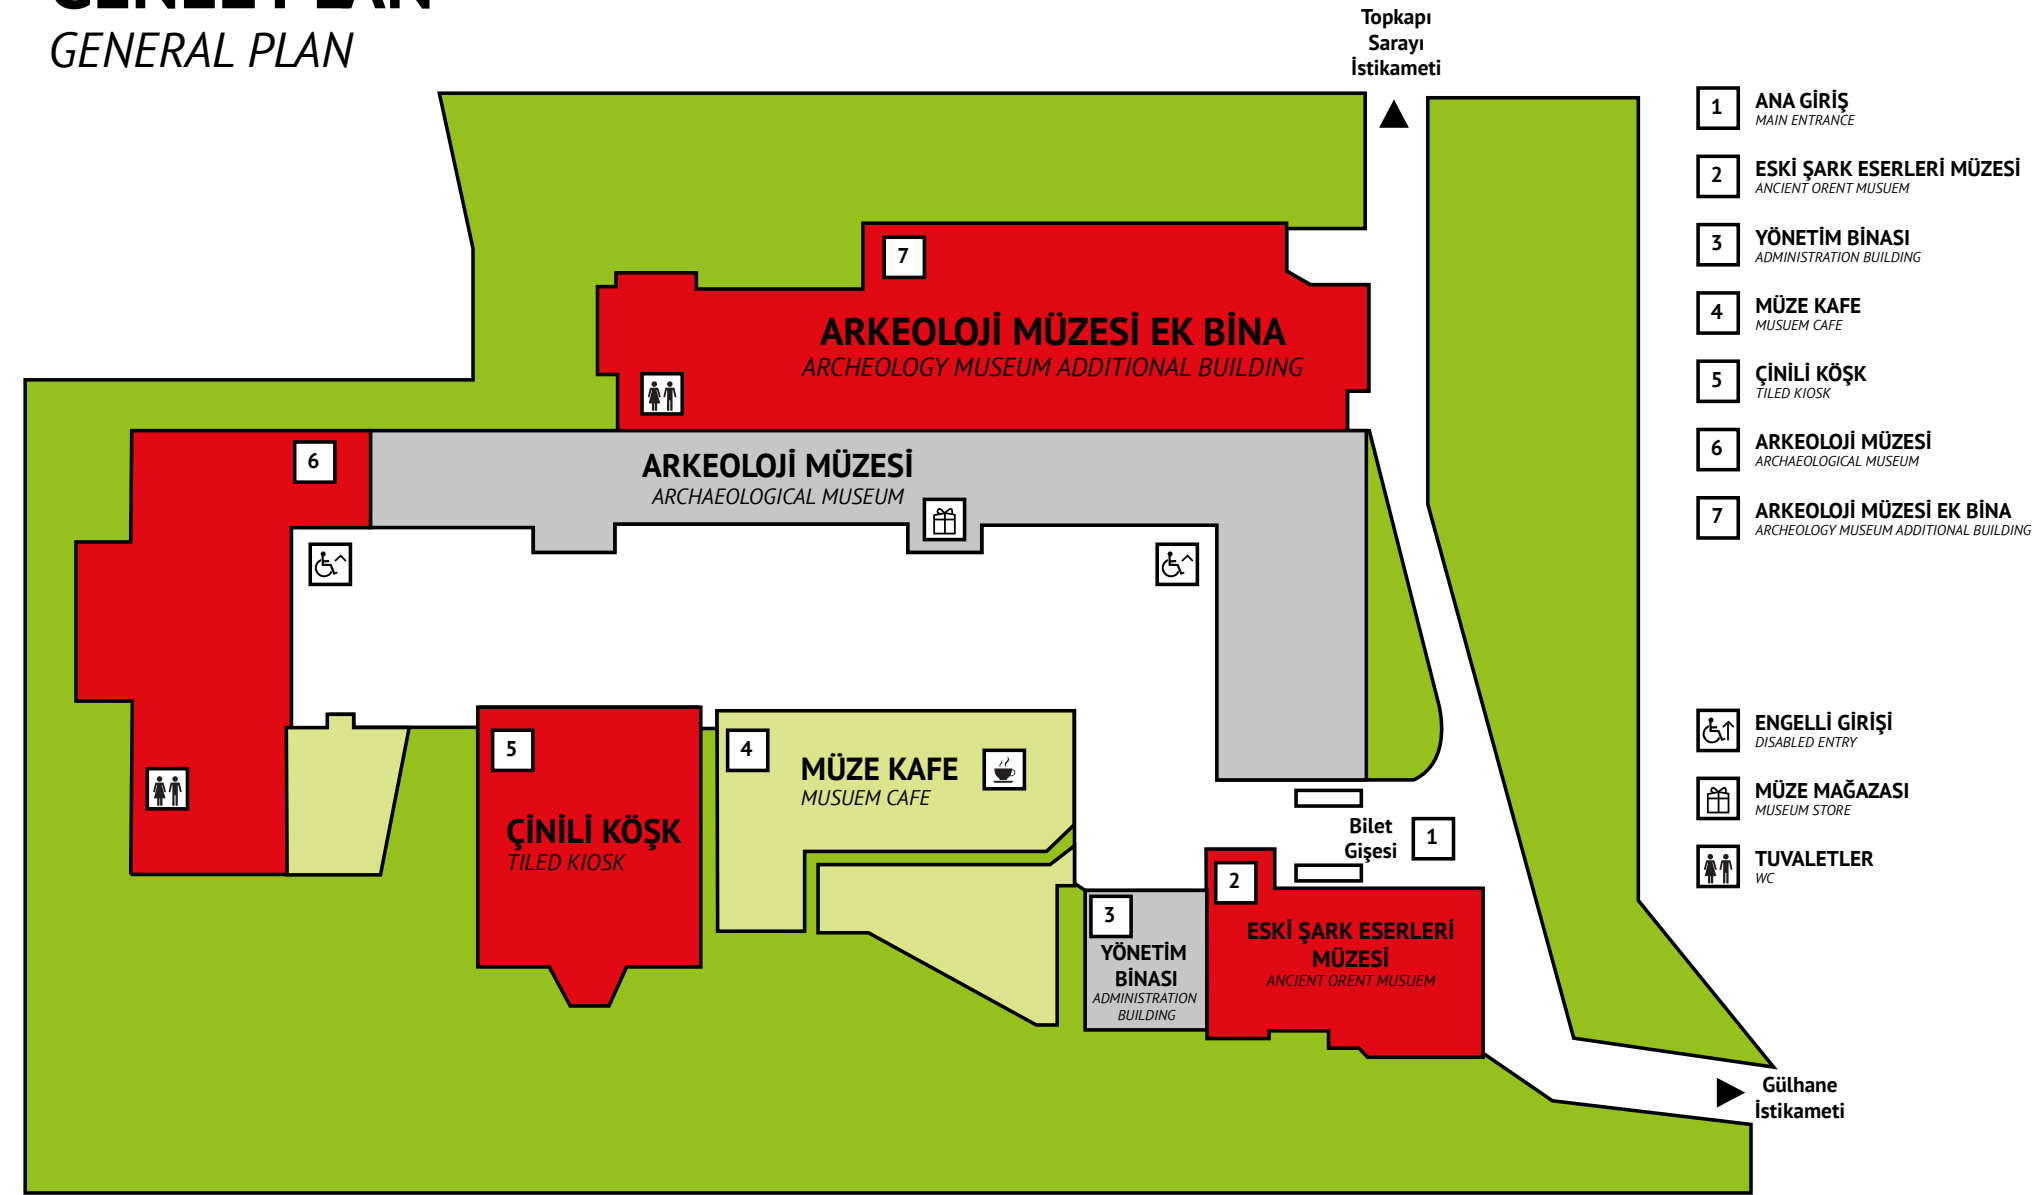 GENEL PLAN
GENERAL PLAN
Topkapı
Sarayı
İstikameti
1
ANA GİRİŞ
MAIN ENTRANCE
2
ESKİ ŞARK ESERLERİ MÜZESİ
ANCIENT ORENT MUSUEM
3
YÖNETİM BİNASI
ADMINISTRATION BUILDING
4
MÜZE KAFE
MUSUEM CAFE
5
ÇİNİLİ KÖŞK
TILED KIOSK
6
ARKEOLOJİ MÜZESİ
ARCHAEOLOGICAL MUSEUM
7
ARKEOLOJİ MÜZESİ EK BİNA
ARCHEOLOGY MUSEUM ADDITIONAL BUILDING
ENGELLİ GİRİŞİ
DISABLED ENTRY
MÜZE MAĞAZASI
MUSEUM STORE
TUVALETLER
WC
7
ARKEOLOJİ MÜZESİ EK BİNA
ARCHEOLOGY MUSEUM ADDITIONAL BUILDING
6
ARKEOLOJİ MÜZESİ
ARCHAEOLOGICAL MUSEUM
5
ÇİNİLİ KÖŞK
TILED KIOSK
4
MÜZE KAFE
MUSUEM CAFE
Bilet
Gişesi
1
3
YÖNETİM
BİNASI
ADMINISTRATION
BUILDING
2
ESKİ ŞARK ESERLERİ
MÜZESİ
ANCIENT ORENT MUSUEM
Gülhane
İstikameti